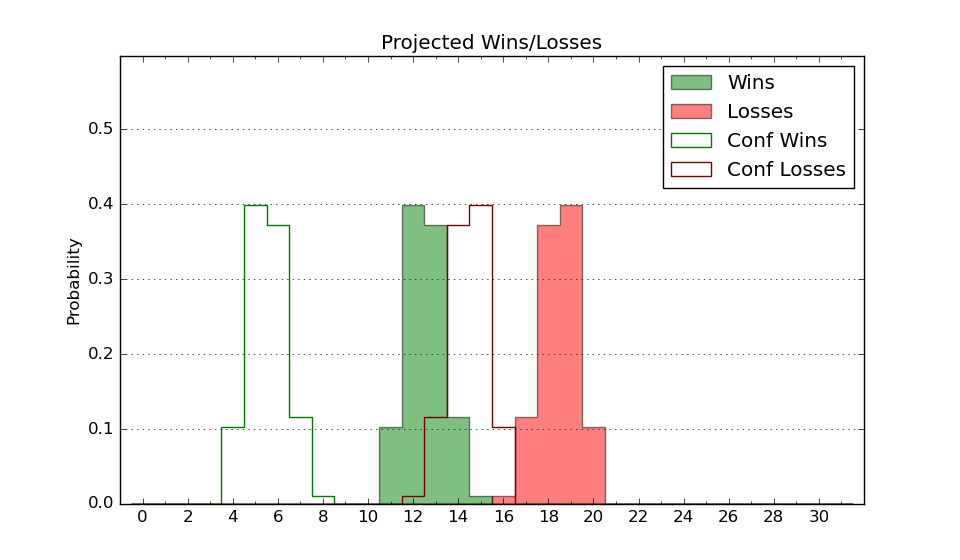 Projected Wins/Losses
Wins
Losses
Conf Wins
Conf Losses
Probability
0.5
0.4
0.3
0.2
0.1
0.0
0 2 4 6 8 10 12 14 16 18 20 22 24 26 28 30